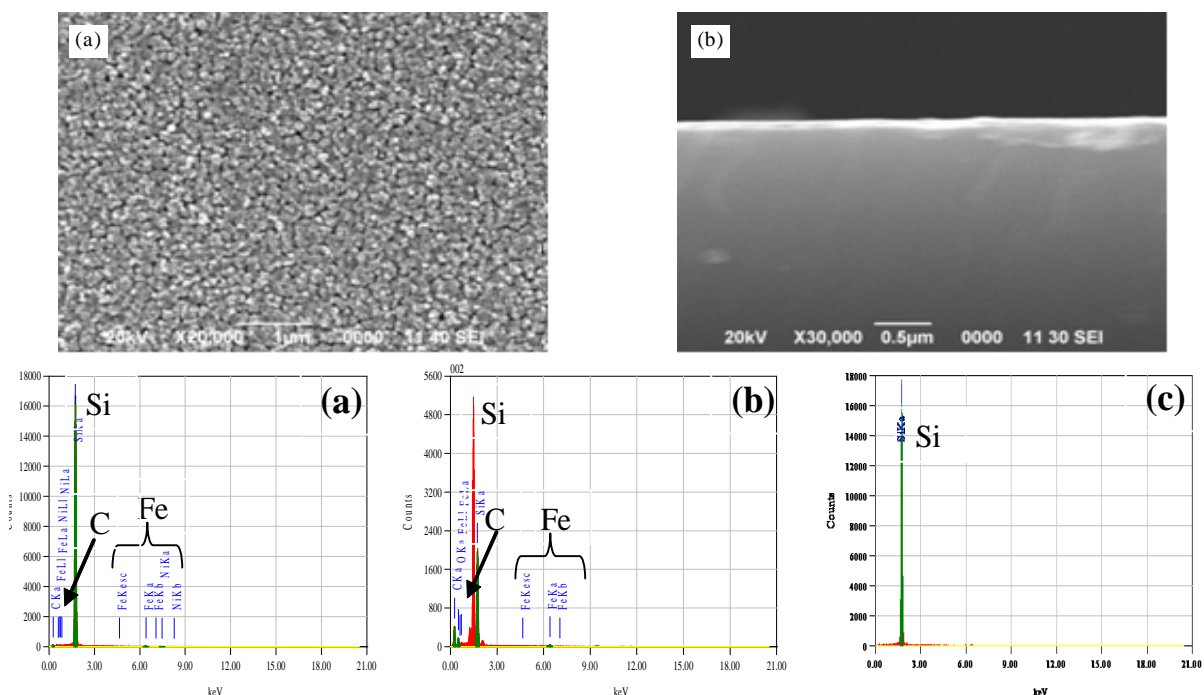 (a)
20kV X20,000 1µm 0000 11 40 SEI
(b)
20kV X30,000 0.5µm 0000 11 30 SEI
(a)
18000
16000
14000
12000
10000
8000
6000
4000
2000
0
Counts
0.00 3.00 6.00 9.00 12.00 15.00 18.00 21.00
keV
Si
C
Fe
CKa
FeLl
FeLa
NiLl
NiLa
SiKa
FeKesc
FeKa
FeKb
NiKa
NiKb
002
(b)
5600
4800
4000
3200
2400
1600
800
0
Counts
0.00 3.00 6.00 9.00 12.00 15.00 18.00 21.00
keV
Si
C
Fe
CKa
OKa
FeLl
FeLa
SiKa
FeKesc
FeKa
FeKb
(c)
18000
16000
14000
12000
10000
8000
6000
4000
2000
0
Counts
0.00 3.00 6.00 9.00 12.00 15.00 18.00 21.00
keV
SiKa
Si